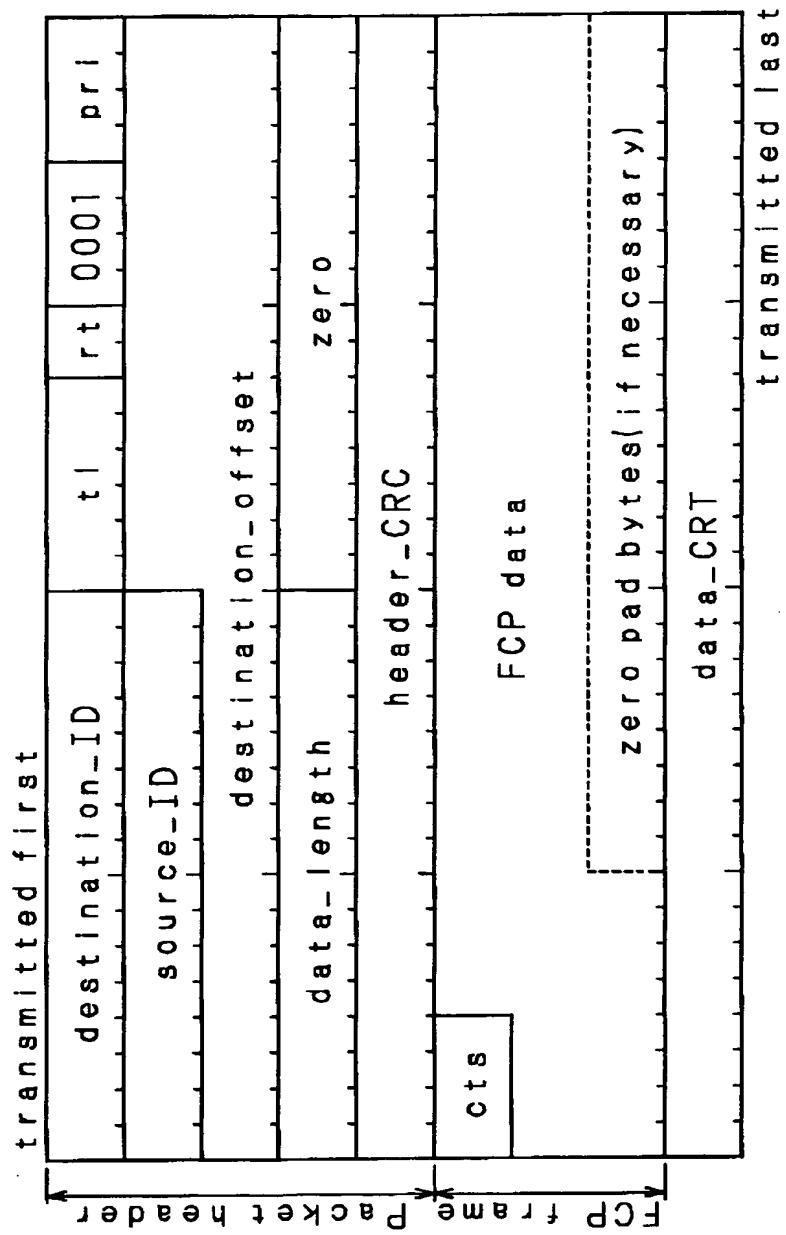 transmitted first
destination_ID tl rt 0001 pri
source_ID
destination_offset
data_length zero
header_CRC
Packet header
cts
FCP data
zero pad bytes(if necessary)
FCP frame
data_CRT
transmitted last